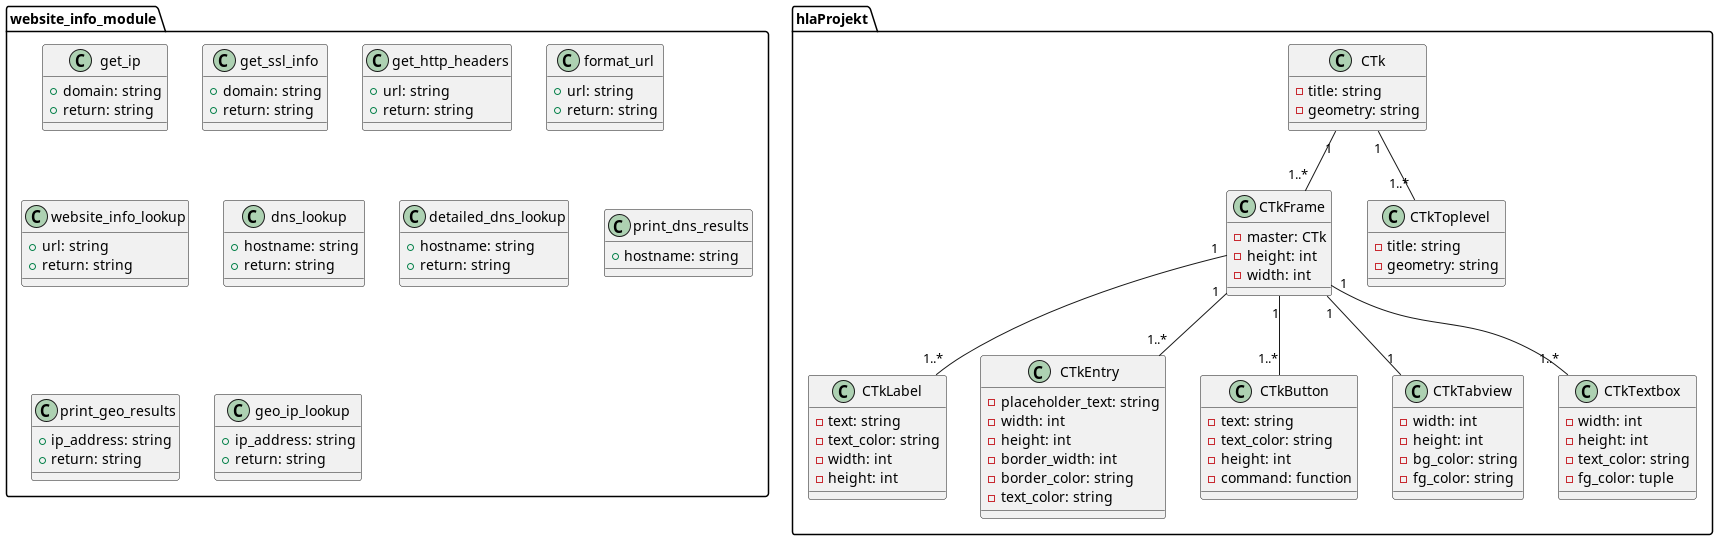 website_info_module
C get_ip
domain: string
return: string
C get_ssl_info
domain: string
return: string
C get_http_headers
url: string
return: string
C format_url
url: string
return: string
C website_info_lookup
url: string
return: string
C dns_lookup
hostname: string
return: string
C detailed_dns_lookup
hostname: string
return: string
C print_dns_results
hostname: string
C print_geo_results
ip_address: string
return: string
C geo_ip_lookup
ip_address: string
return: string
hlaProjekt
C CTk
title: string
geometry: string
1
1
1..*
1..*
C CTkFrame
master: CTk
height: int
width: int
C CTkToplevel
title: string
geometry: string
1
1
1
1
1
1..*
1..*
1..*
1
1..*
C CTkLabel
text: string
text_color: string
width: int
height: int
C CTkEntry
placeholder_text: string
width: int
height: int
border_width: int
border_color: string
text_color: string
C CTkButton
text: string
text_color: string
height: int
command: function
C CTkTabview
width: int
height: int
bg_color: string
fg_color: string
C CTkTextbox
width: int
height: int
text_color: string
fg_color: tuple